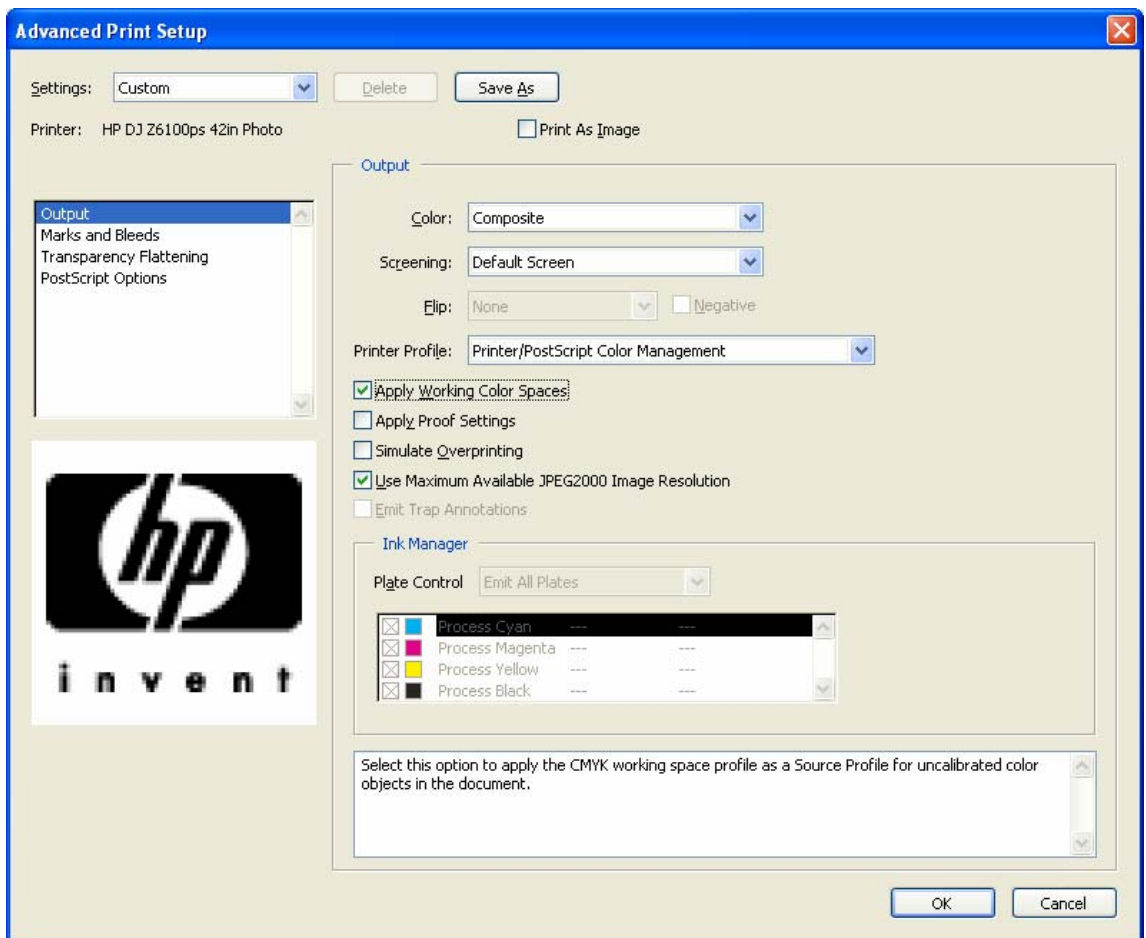 Advanced Print Setup
Settings: Custom Delete Save As
Printer: HP DJ Z6100ps 42in Photo Print As Image
Output
Output
Marks and Bleeds
Transparency Flattening
PostScript Options
Color: Composite
Screening: Default Screen
Flip: None Negative
Printer Profile: Printer/PostScript Color Management
Apply Working Color Spaces
Apply Proof Settings
Simulate Overprinting
Use Maximum Available JPEG2000 Image Resolution
Emit Trap Annotations
Ink Manager
Plate Control Emit All Plates
Process Cyan --- ---
Process Magenta --- ---
Process Yellow --- ---
Process Black --- ---
hp
invent
Select this option to apply the CMYK working space profile as a Source Profile for uncalibrated color
objects in the document.
OK Cancel